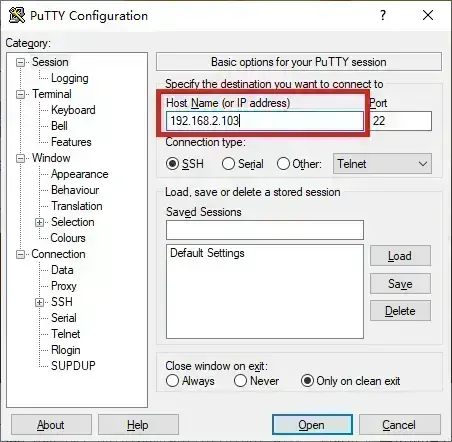 PuTTY Configuration
Category:
Session
Logging
Terminal
Keyboard
Bell
Features
Window
Appearance
Behaviour
Translation
Selection
Colours
Connection
Data
Proxy
SSH
Serial
Telnet
Rlogin
SUPDUP
Basic options for your PuTTY session
Specify the destination you want to connect to
Host Name (or IP address) Port
192.168.2.103 22
Connection type:
SSH Serial Other: Telnet
Load, save or delete a stored session
Saved Sessions
Default Settings
Load
Save
Delete
Close window on exit:
Always Never Only on clean exit
About Help Open Cancel